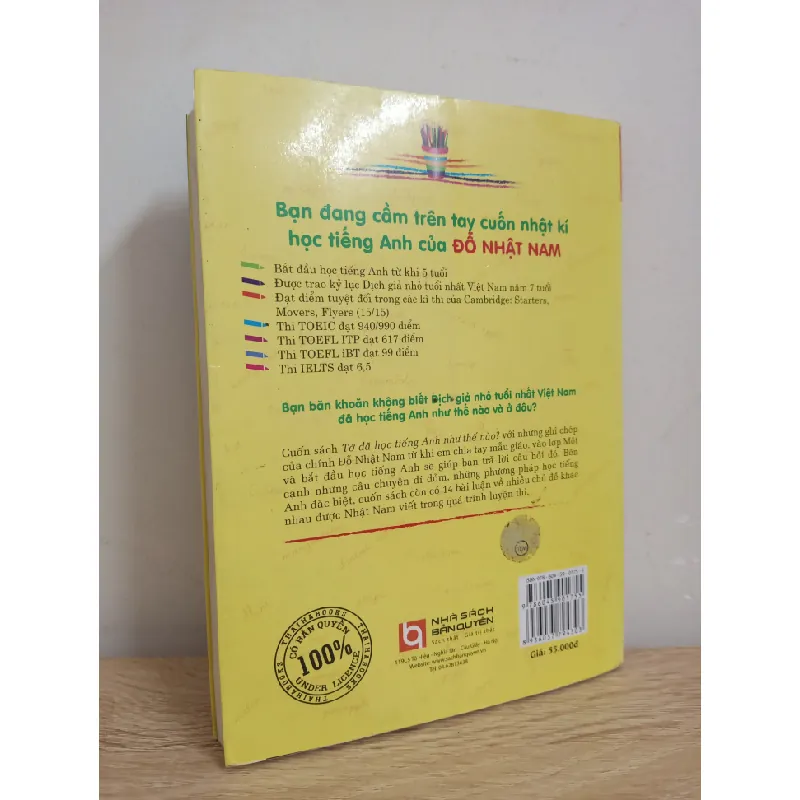 Bạn đang cầm trên tay cuốn nhật kí
học tiếng Anh của ĐỖ NHẬT NAM
Bắt đầu học tiếng Anh từ khi 5 tuổi
Được trao kỷ lục Dịch giả nhỏ tuổi nhất Việt Nam năm 7 tuổi
Đạt điểm tuyệt đối trong các kì thi của Cambridge: Starters,
Movers, Flyers (15/15)
Thi TOEIC đạt 940/990 điểm
Thi TOEFL ITP đạt 617 điểm
Thi TOEFL iBT đạt 99 điểm
Thi IELTS đạt 6.5
Bạn băn khoăn không biết Dịch giả nhỏ tuổi nhất Việt Nam
đã học tiếng Anh như thế nào và ở đâu?
Cuốn sách Tớ đã học tiếng Anh như thế nào? với những ghi chép
của chính Đỗ Nhật Nam từ khi em chia tay mẫu giáo, vào lớp Một
và bắt đầu học tiếng Anh sẽ giúp bạn trả lời câu hỏi đó. Bên
cạnh những câu chuyện dí dỏm, những phương pháp học tiếng
Anh đặc biệt, cuốn sách còn có 14 bài luận về nhiều chủ đề khác
nhau được Nhật Nam viết trong quá trình luyện thi.
THAIHABOOKS
CÓ BẢN QUYỀN
100%
UNDER LICENCE
THAIHABOOKS
NHÀ SÁCH
BẢN QUYỀN
Giá: 55.000đ